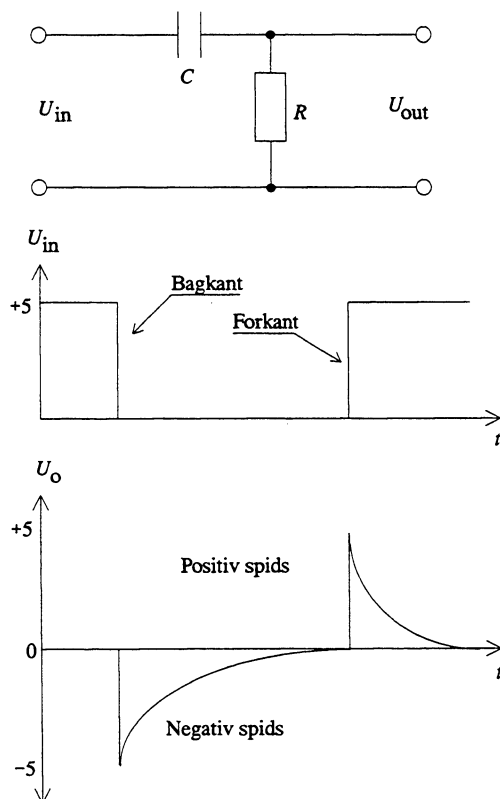 C
U_in
R
U_out
U_in
+5
Bagkant
Forkant
t
U_o
+5
Positiv spids
0
t
Negativ spids
−5